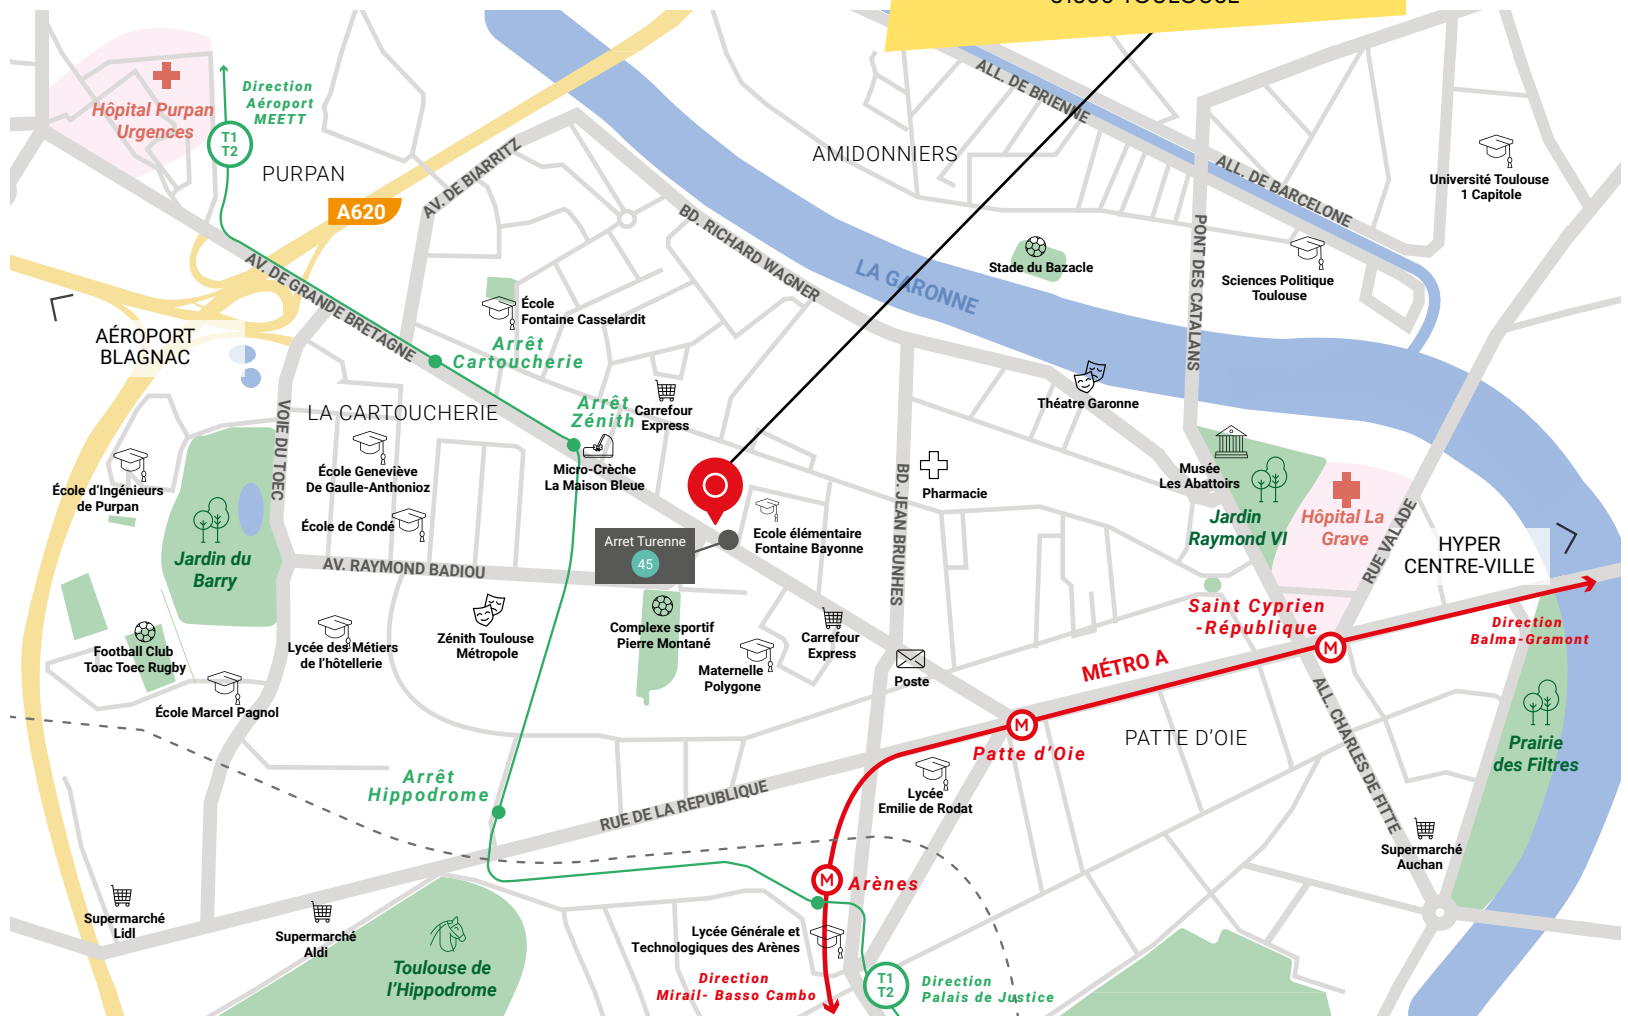 ALL. DE BRIENNE
Direction
Aéroport
MEETT
Hôpital Purpan
Urgences
T1
T2
PURPAN
AV. DE BIARRITZ
A620
AMIDONNIERS
ALL. DE BARCELONE
Université Toulouse
1 Capitole
BD. RICHARD WAGNER
LA GARONNE
Stade du Bazacle
PONT DES CATALANS
Sciences Politique
Toulouse
AV. DE GRANDE BRETAGNE
École
Fontaine Casselardit
AÉROPORT
BLAGNAC
Arrêt
Cartoucherie
Théatre Garonne
LA CARTOUCHERIE
VOIE DU TOEC
Arrêt
Zénith
Carrefour
Express
École d'Ingénieurs
de Purpan
École Geneviève
De Gaulle-Anthonioz
École de Condé
Micro-Crèche
La Maison Bleue
BD. JEAN BRUNHES
Pharmacie
Musée
Les Abattoirs
Jardin
Raymond VI
Hôpital La
Grave
RUE VALADE
HYPER
CENTRE-VILLE
Arret Turenne
45
Ecole élémentaire
Fontaine Bayonne
Jardin du
Barry
AV. RAYMOND BADIOU
Saint Cyprien
-République
M
Direction
Balma-Gramont
Football Club
Toac Toec Rugby
Lycée des Métiers
de l'hôtellerie
Zénith Toulouse
Métropole
Complexe sportif
Pierre Montané
Maternelle
Polygone
Carrefour
Express
Poste
MÉTRO A
École Marcel Pagnol
M
Patte d'Oie
PATTE D'OIE
ALL. CHARLES DE FITTE
Prairie
des Filtres
Arrêt
Hippodrome
RUE DE LA REPUBLIQUE
Lycée
Emilie de Rodat
Supermarché
Auchan
M
Arènes
Supermarché
Lidl
Supermarché
Aldi
Lycée Générale et
Technologiques des Arènes
Toulouse de
l'Hippodrome
Direction
Mirail- Basso Cambo
T1
T2
Direction
Palais de Justice